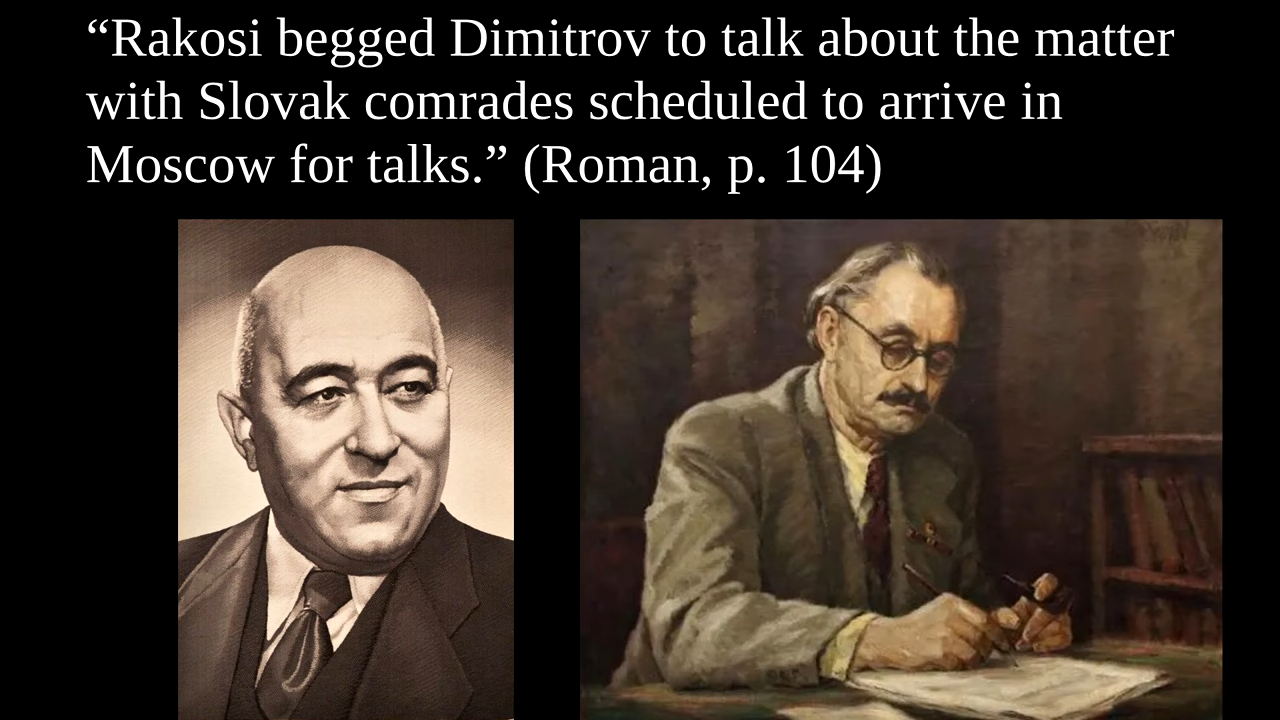 “Rakosi begged Dimitrov to talk about the matter
with Slovak comrades scheduled to arrive in
Moscow for talks.” (Roman, p. 104)